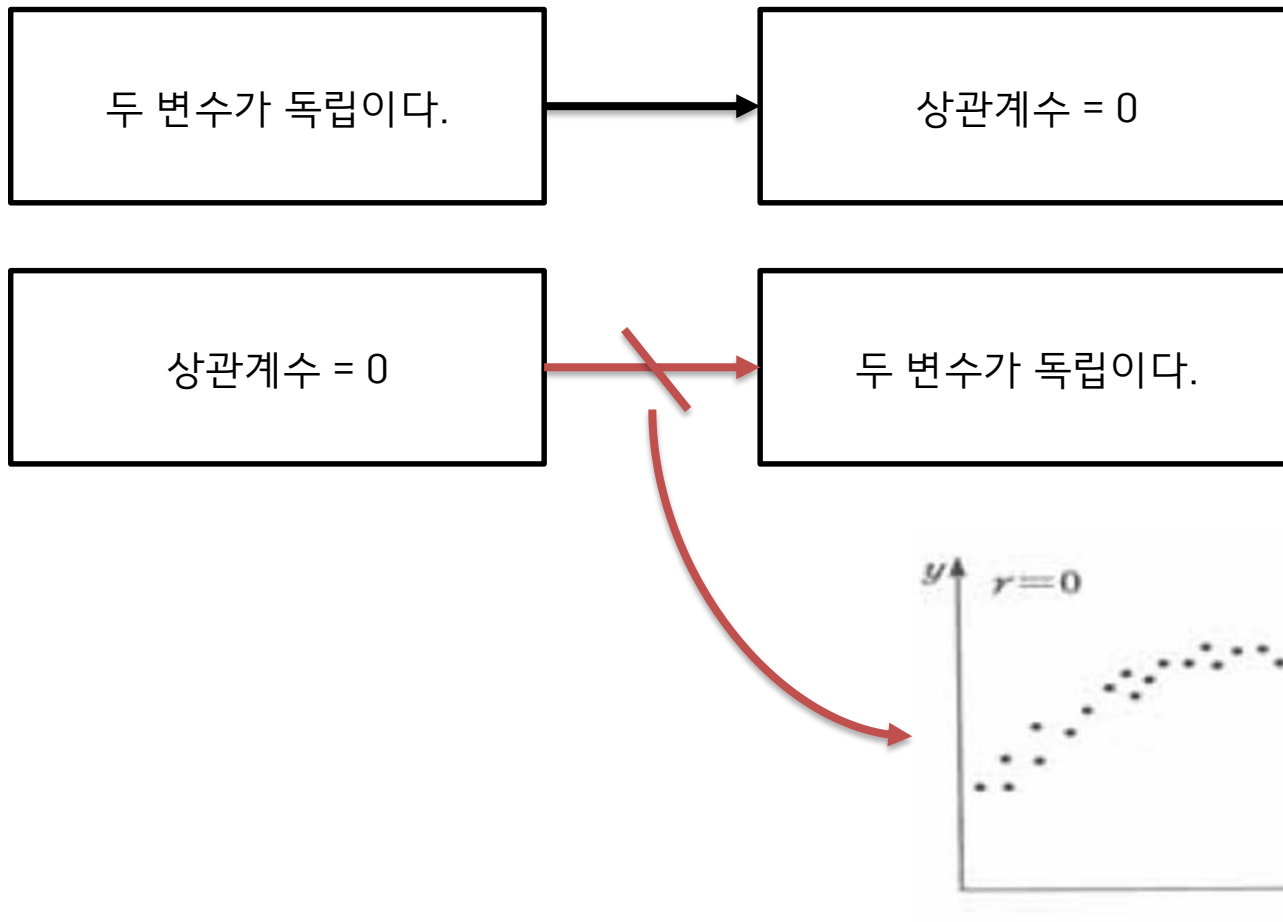 두 변수가 독립이다.
상관계수 = 0
상관계수 = 0
두 변수가 독립이다.
y
r=0